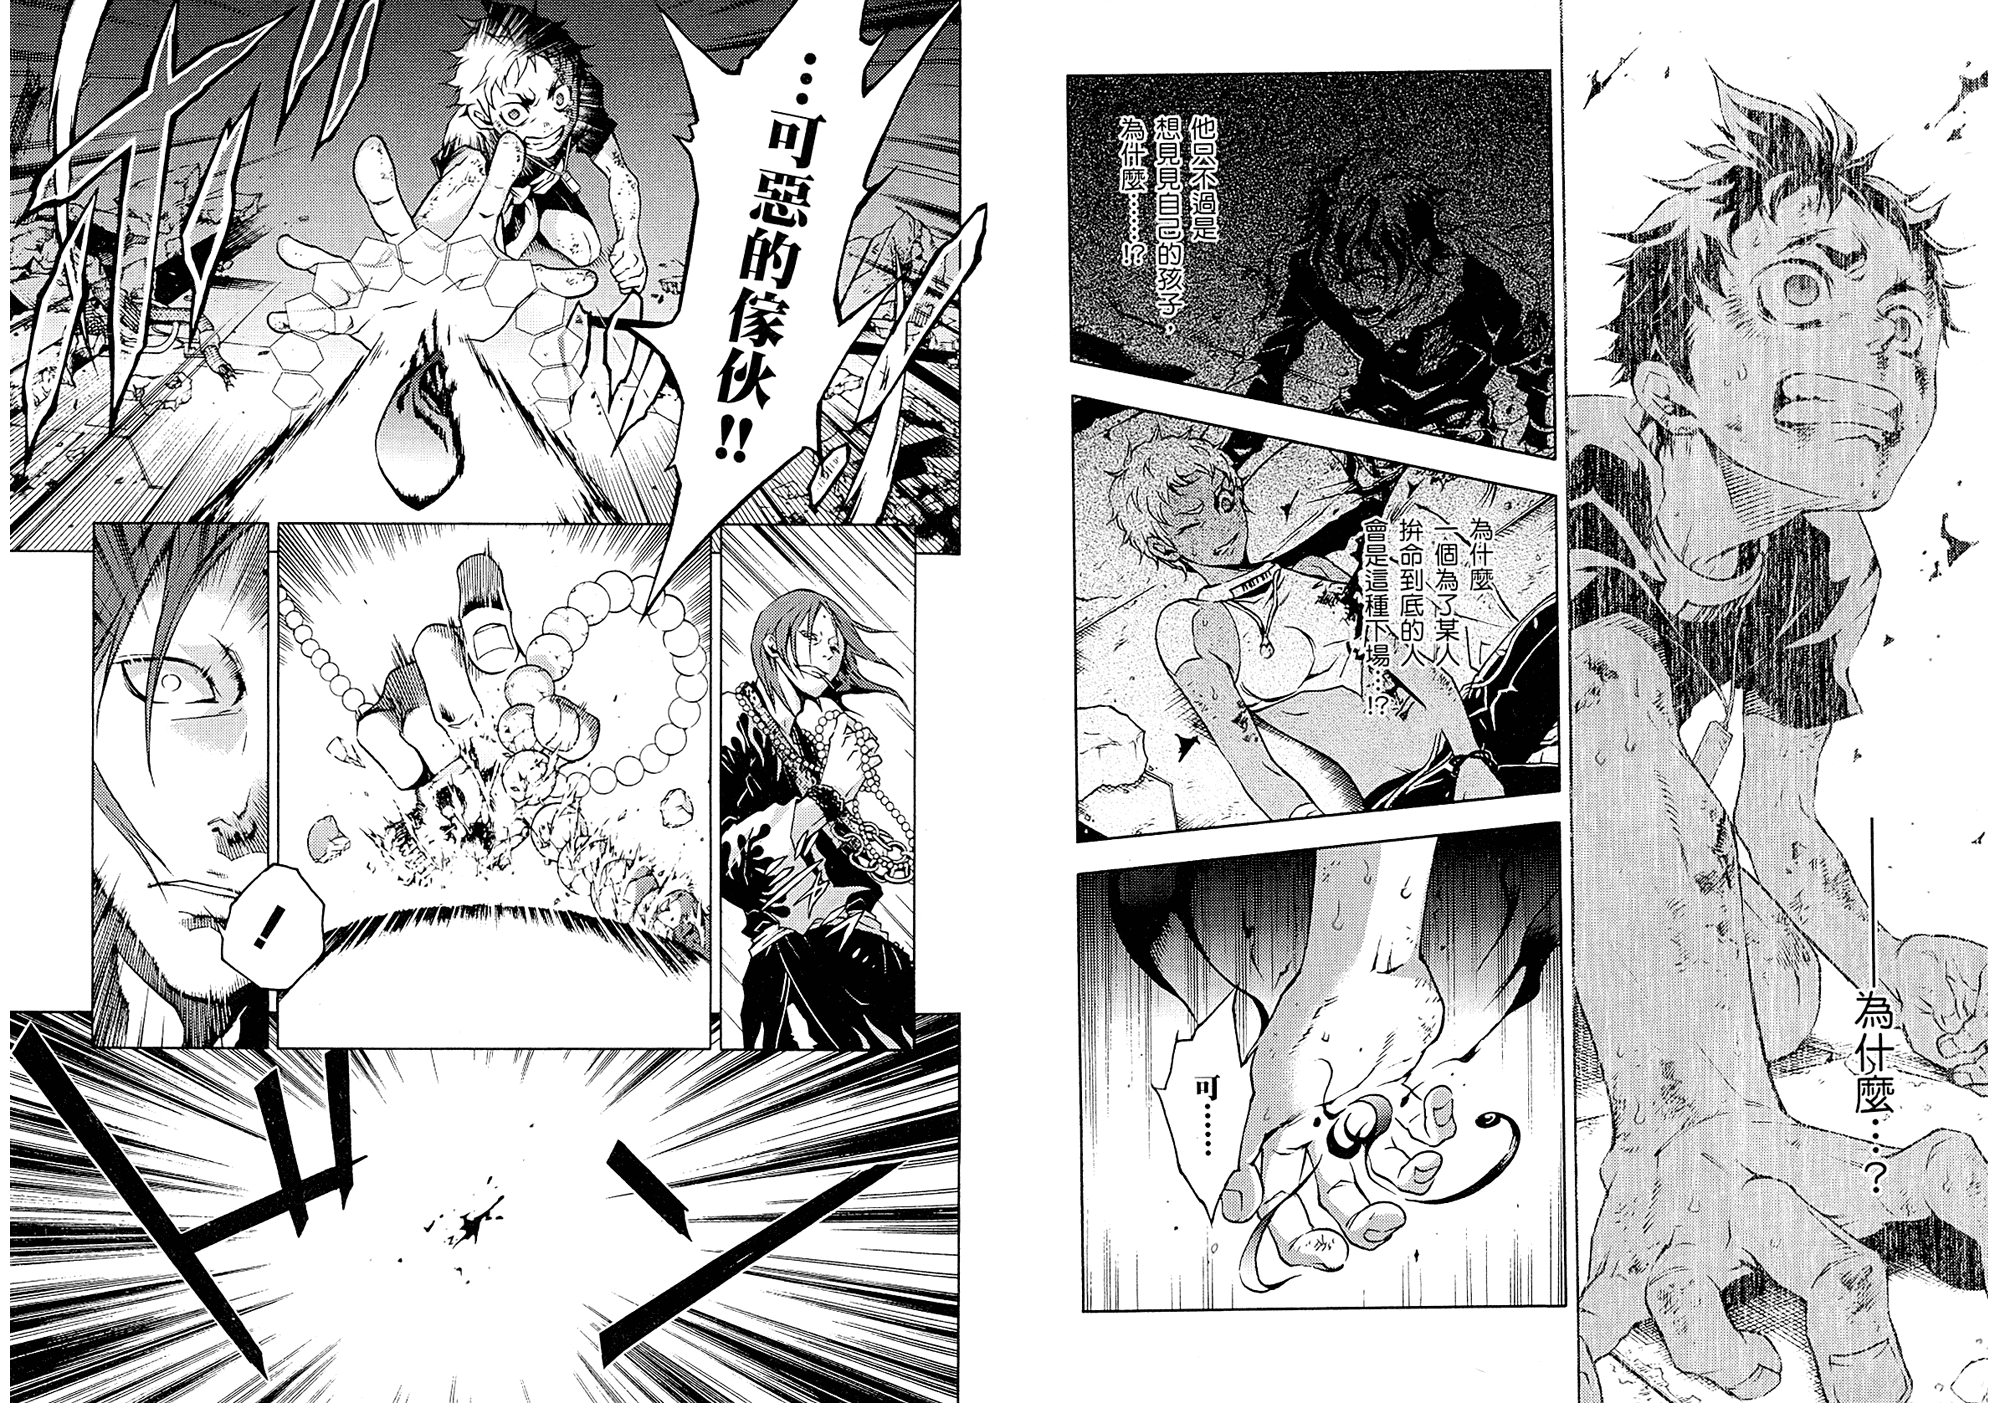 ——為什麼…？
他只不過是
想見見自己的孩子，
為什麼……!?
為什麼
一個為了某人
拚命到底的人
會是這種下場……!?
可……
…可惡的傢伙!!
！